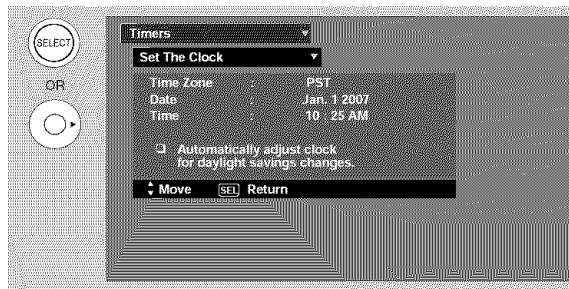 SELECT
OR
Timers
Set The Clock
Time Zone : PST
Date : Jan. 1 2007
Time : 10 : 25 AM
Automatically adjust clock
for daylight savings changes.
Move SEL Return